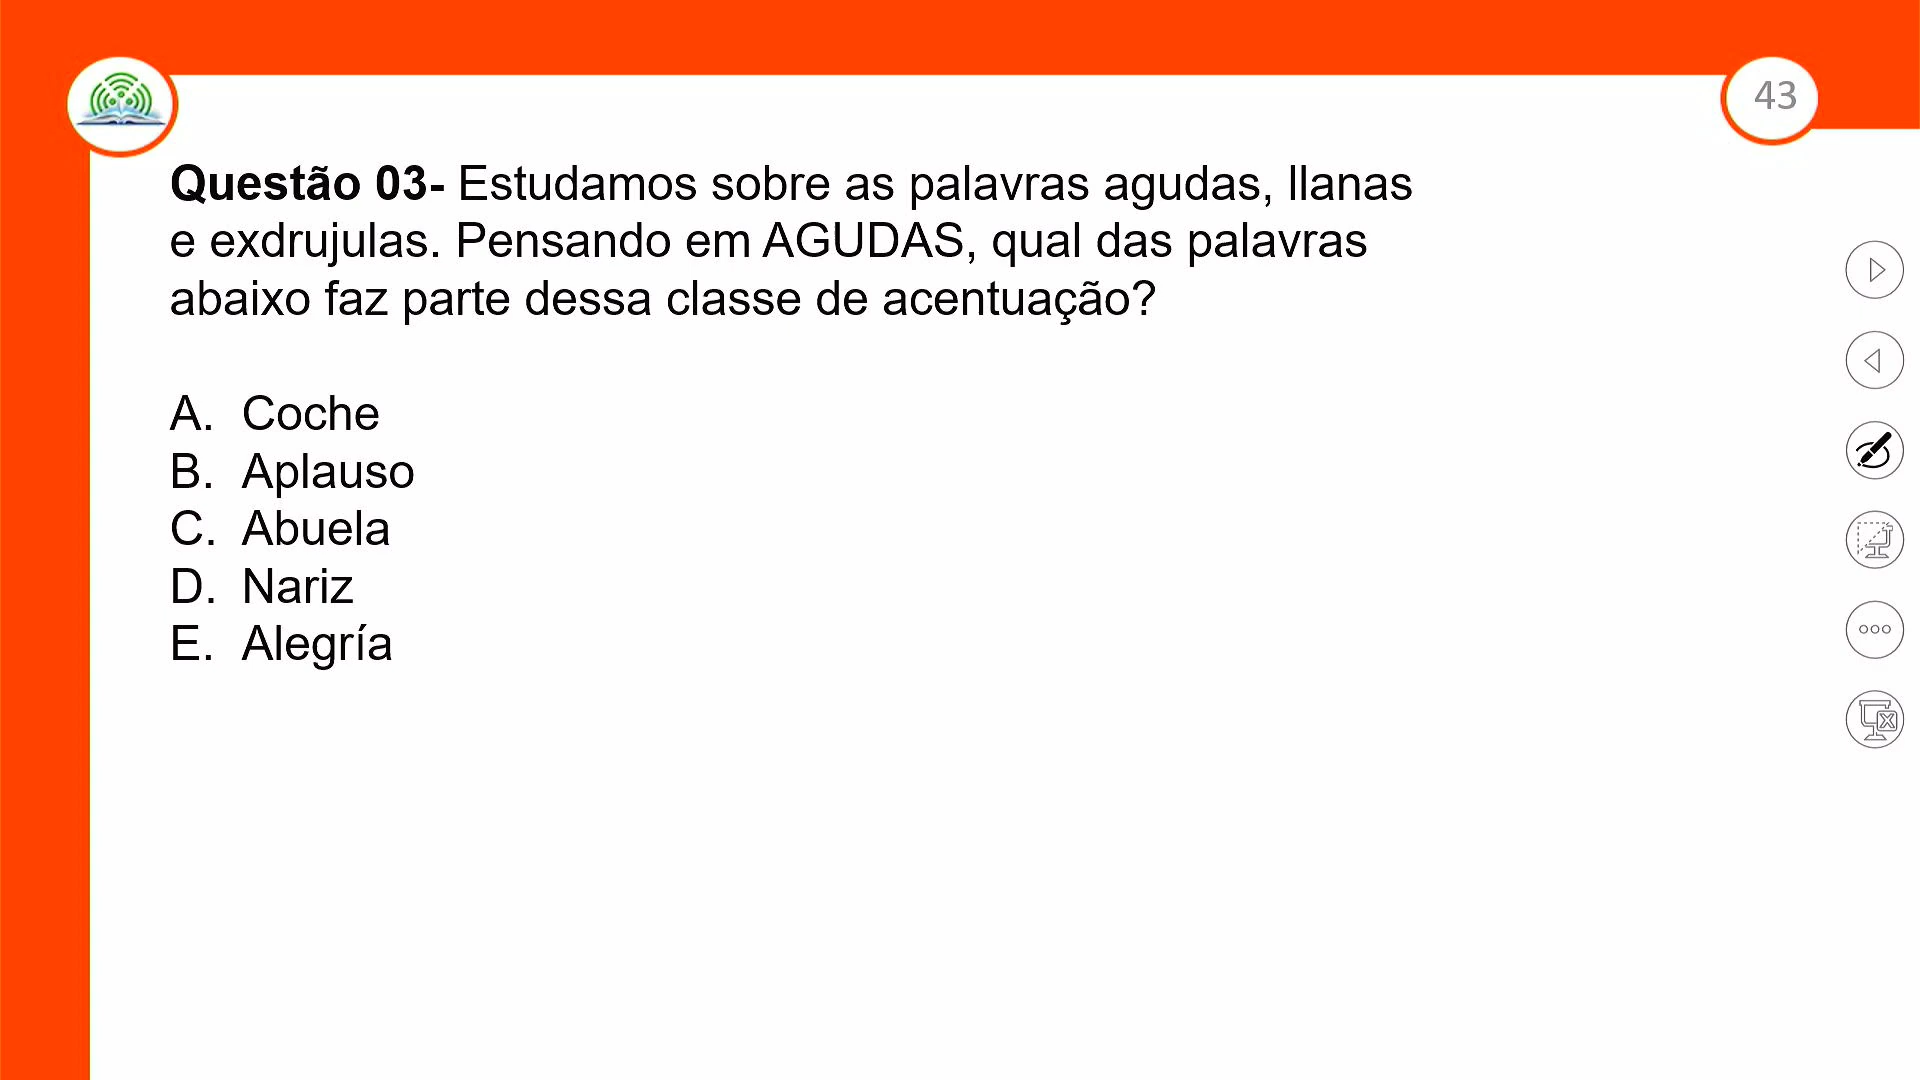 43
Questão 03- Estudamos sobre as palavras agudas, llanas
e exdrujulas. Pensando em AGUDAS, qual das palavras
abaixo faz parte dessa classe de acentuação?
A. Coche
B. Aplauso
C. Abuela
D. Nariz
E. Alegría